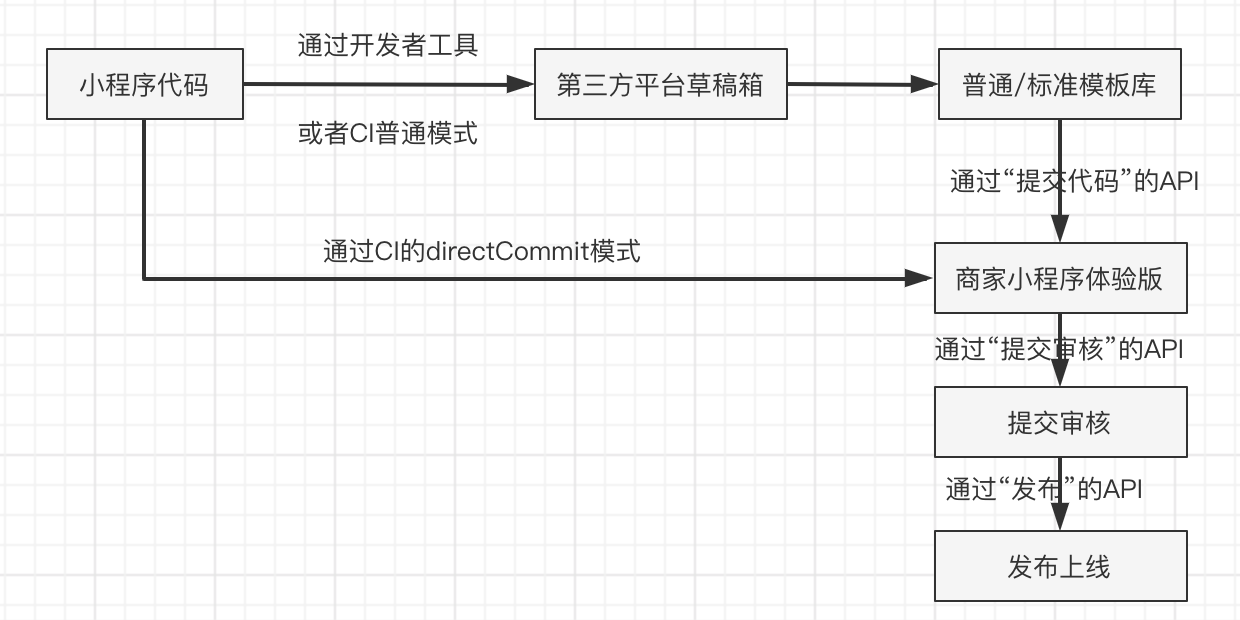 通过开发者工具
小程序代码
第三方平台草稿箱
普通/标准模板库
或者CI普通模式
通过“提交代码”的API
通过CI的directCommit模式
商家小程序体验版
通过“提交审核”的API
提交审核
通过“发布”的API
发布上线